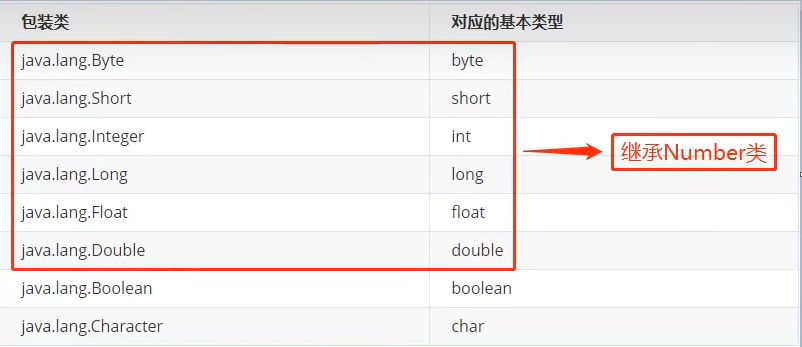 包装类 对应的基本类型
java.lang.Byte byte
java.lang.Short short
java.lang.Integer int
继承Number类
java.lang.Long long
java.lang.Float float
java.lang.Double double
java.lang.Boolean boolean
java.lang.Character char